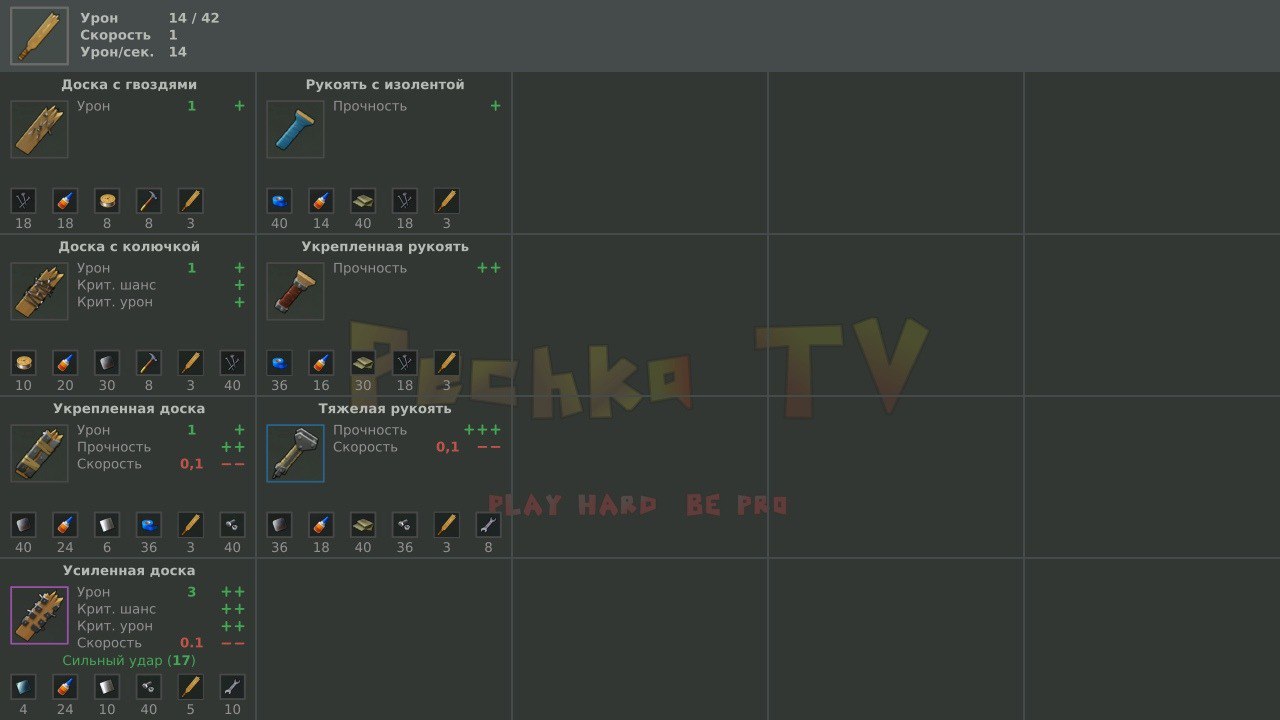 Урон 14 / 42
Скорость 1
Урон/сек. 14
Доска с гвоздями
Урон 1 +
18 18 8 8 3
Рукоять с изолентой
Прочность +
40 14 40 18 3
Доска с колючкой
Урон 1 +
Крит. шанс +
Крит. урон +
10 20 30 8 3 40
Укрепленная рукоять
Прочность ++
36 16 30 18 3
Укрепленная доска
Урон 1 +
Прочность ++
Скорость 0,1 −−
40 24 6 36 3 40
Тяжелая рукоять
Прочность +++
Скорость 0,1 −−
36 18 40 36 3 8
Усиленная доска
Урон 3 ++
Крит. шанс ++
Крит. урон ++
Скорость 0.1 −−
Сильный удар (17)
4 24 10 40 5 10
Pechka TV
PLAY HARD BE PRO